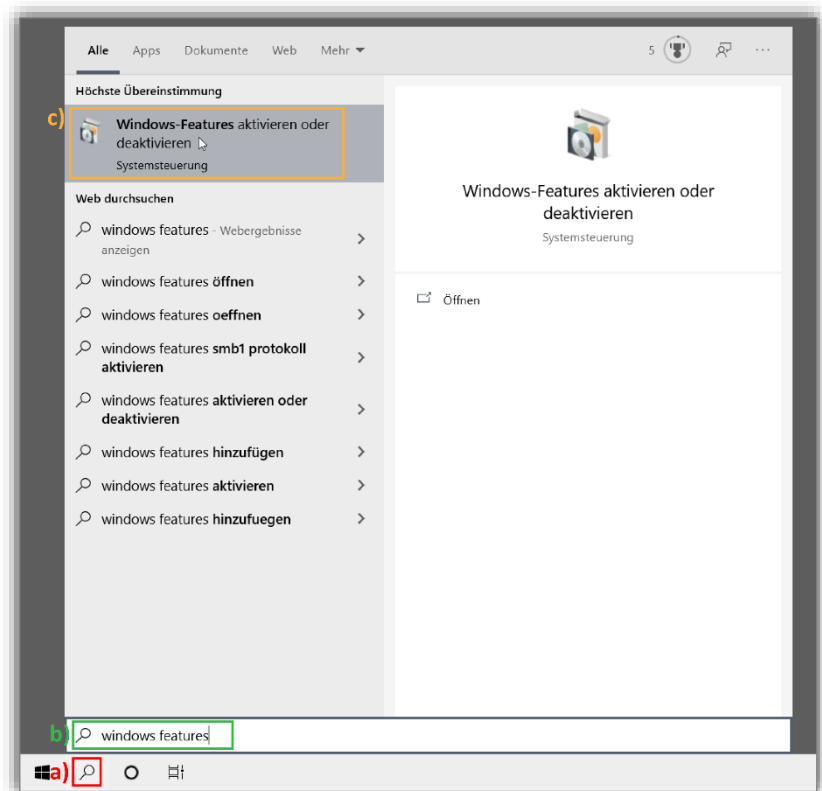 Alle Apps Dokumente Web Mehr 5 ...
Höchste Übereinstimmung
c)
Windows-Features aktivieren oder
deaktivieren
Systemsteuerung
Web durchsuchen
windows features - Webergebnisse
anzeigen
windows features öffnen
windows features oeffnen
windows features smb1 protokoll
aktivieren
windows features aktivieren oder
deaktivieren
windows features hinzufügen
windows features aktivieren
windows features hinzufuegen
Windows-Features aktivieren oder
deaktivieren
Systemsteuerung
Öffnen
b) windows features
a)